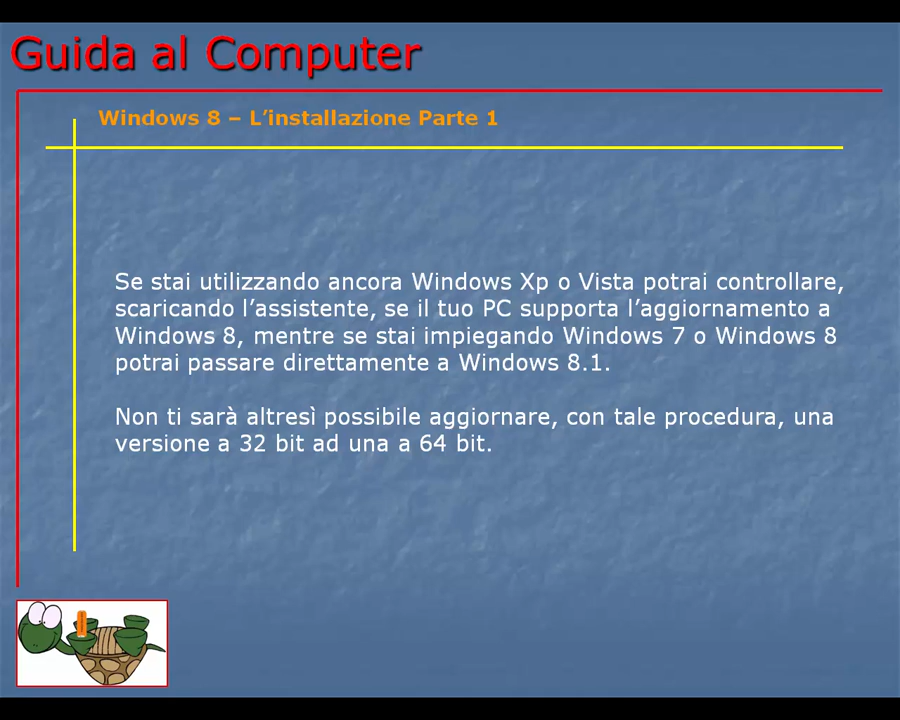 Guida al Computer
Windows 8 – L’installazione Parte 1
Se stai utilizzando ancora Windows Xp o Vista potrai controllare,
scaricando l’assistente, se il tuo PC supporta l’aggiornamento a
Windows 8, mentre se stai impiegando Windows 7 o Windows 8
potrai passare direttamente a Windows 8.1.
Non ti sarà altresì possibile aggiornare, con tale procedura, una
versione a 32 bit ad una a 64 bit.